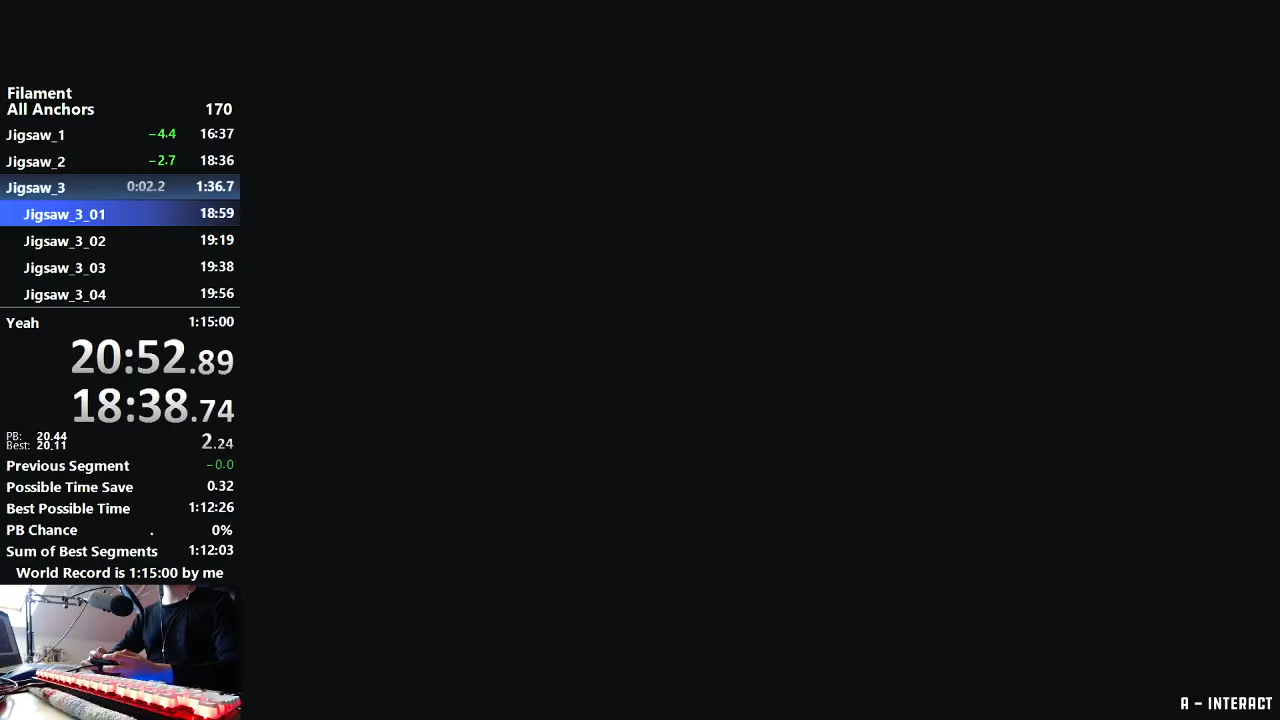 Filament
All Anchors 170
Jigsaw_1 −4.4 16:37
Jigsaw_2 −2.7 18:36
Jigsaw_3 0:02.2 1:36.7
Jigsaw_3_01 18:59
Jigsaw_3_02 19:19
Jigsaw_3_03 19:38
Jigsaw_3_04 19:56
Yeah 1:15:00
20:52.89
18:38.74
PB: 20.44
Best: 20.11 2.24
Previous Segment −0.0
Possible Time Save 0.32
Best Possible Time 1:12:26
PB Chance . 0%
Sum of Best Segments 1:12:03
World Record is 1:15:00 by me
A – INTERACT